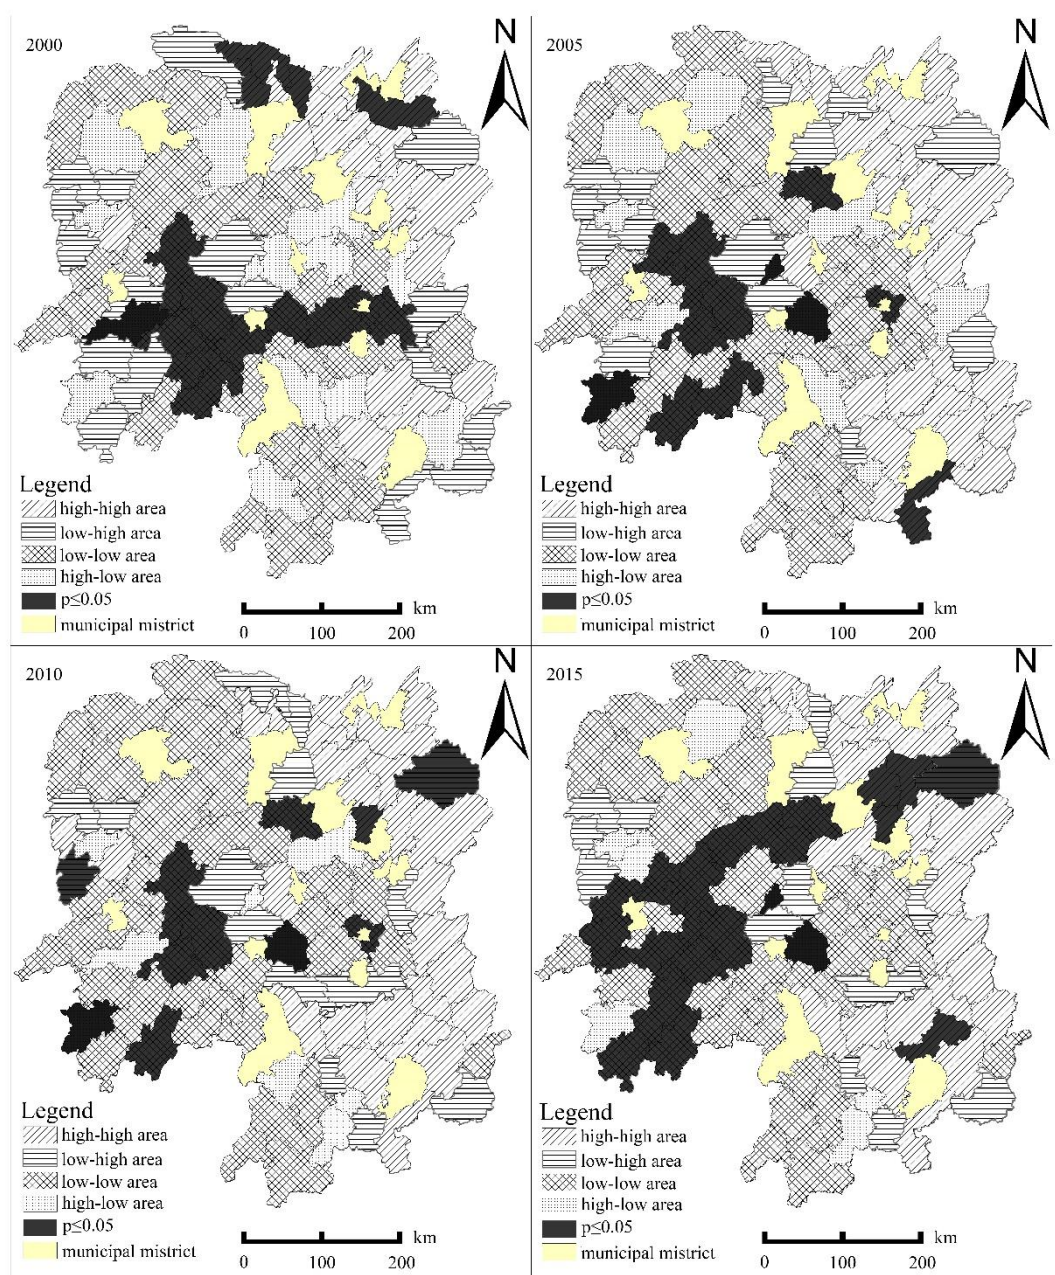 2000
N
Legend
high-high area
low-high area
low-low area
high-low area
p≤0.05
municipal mistrict
km
0 100 200
2005
N
Legend
high-high area
low-high area
low-low area
high-low area
p≤0.05
municipal mistrict
km
0 100 200
2010
N
Legend
high-high area
low-high area
low-low area
high-low area
p≤0.05
municipal mistrict
km
0 100 200
2015
N
Legend
high-high area
low-high area
low-low area
high-low area
p≤0.05
municipal mistrict
km
0 100 200